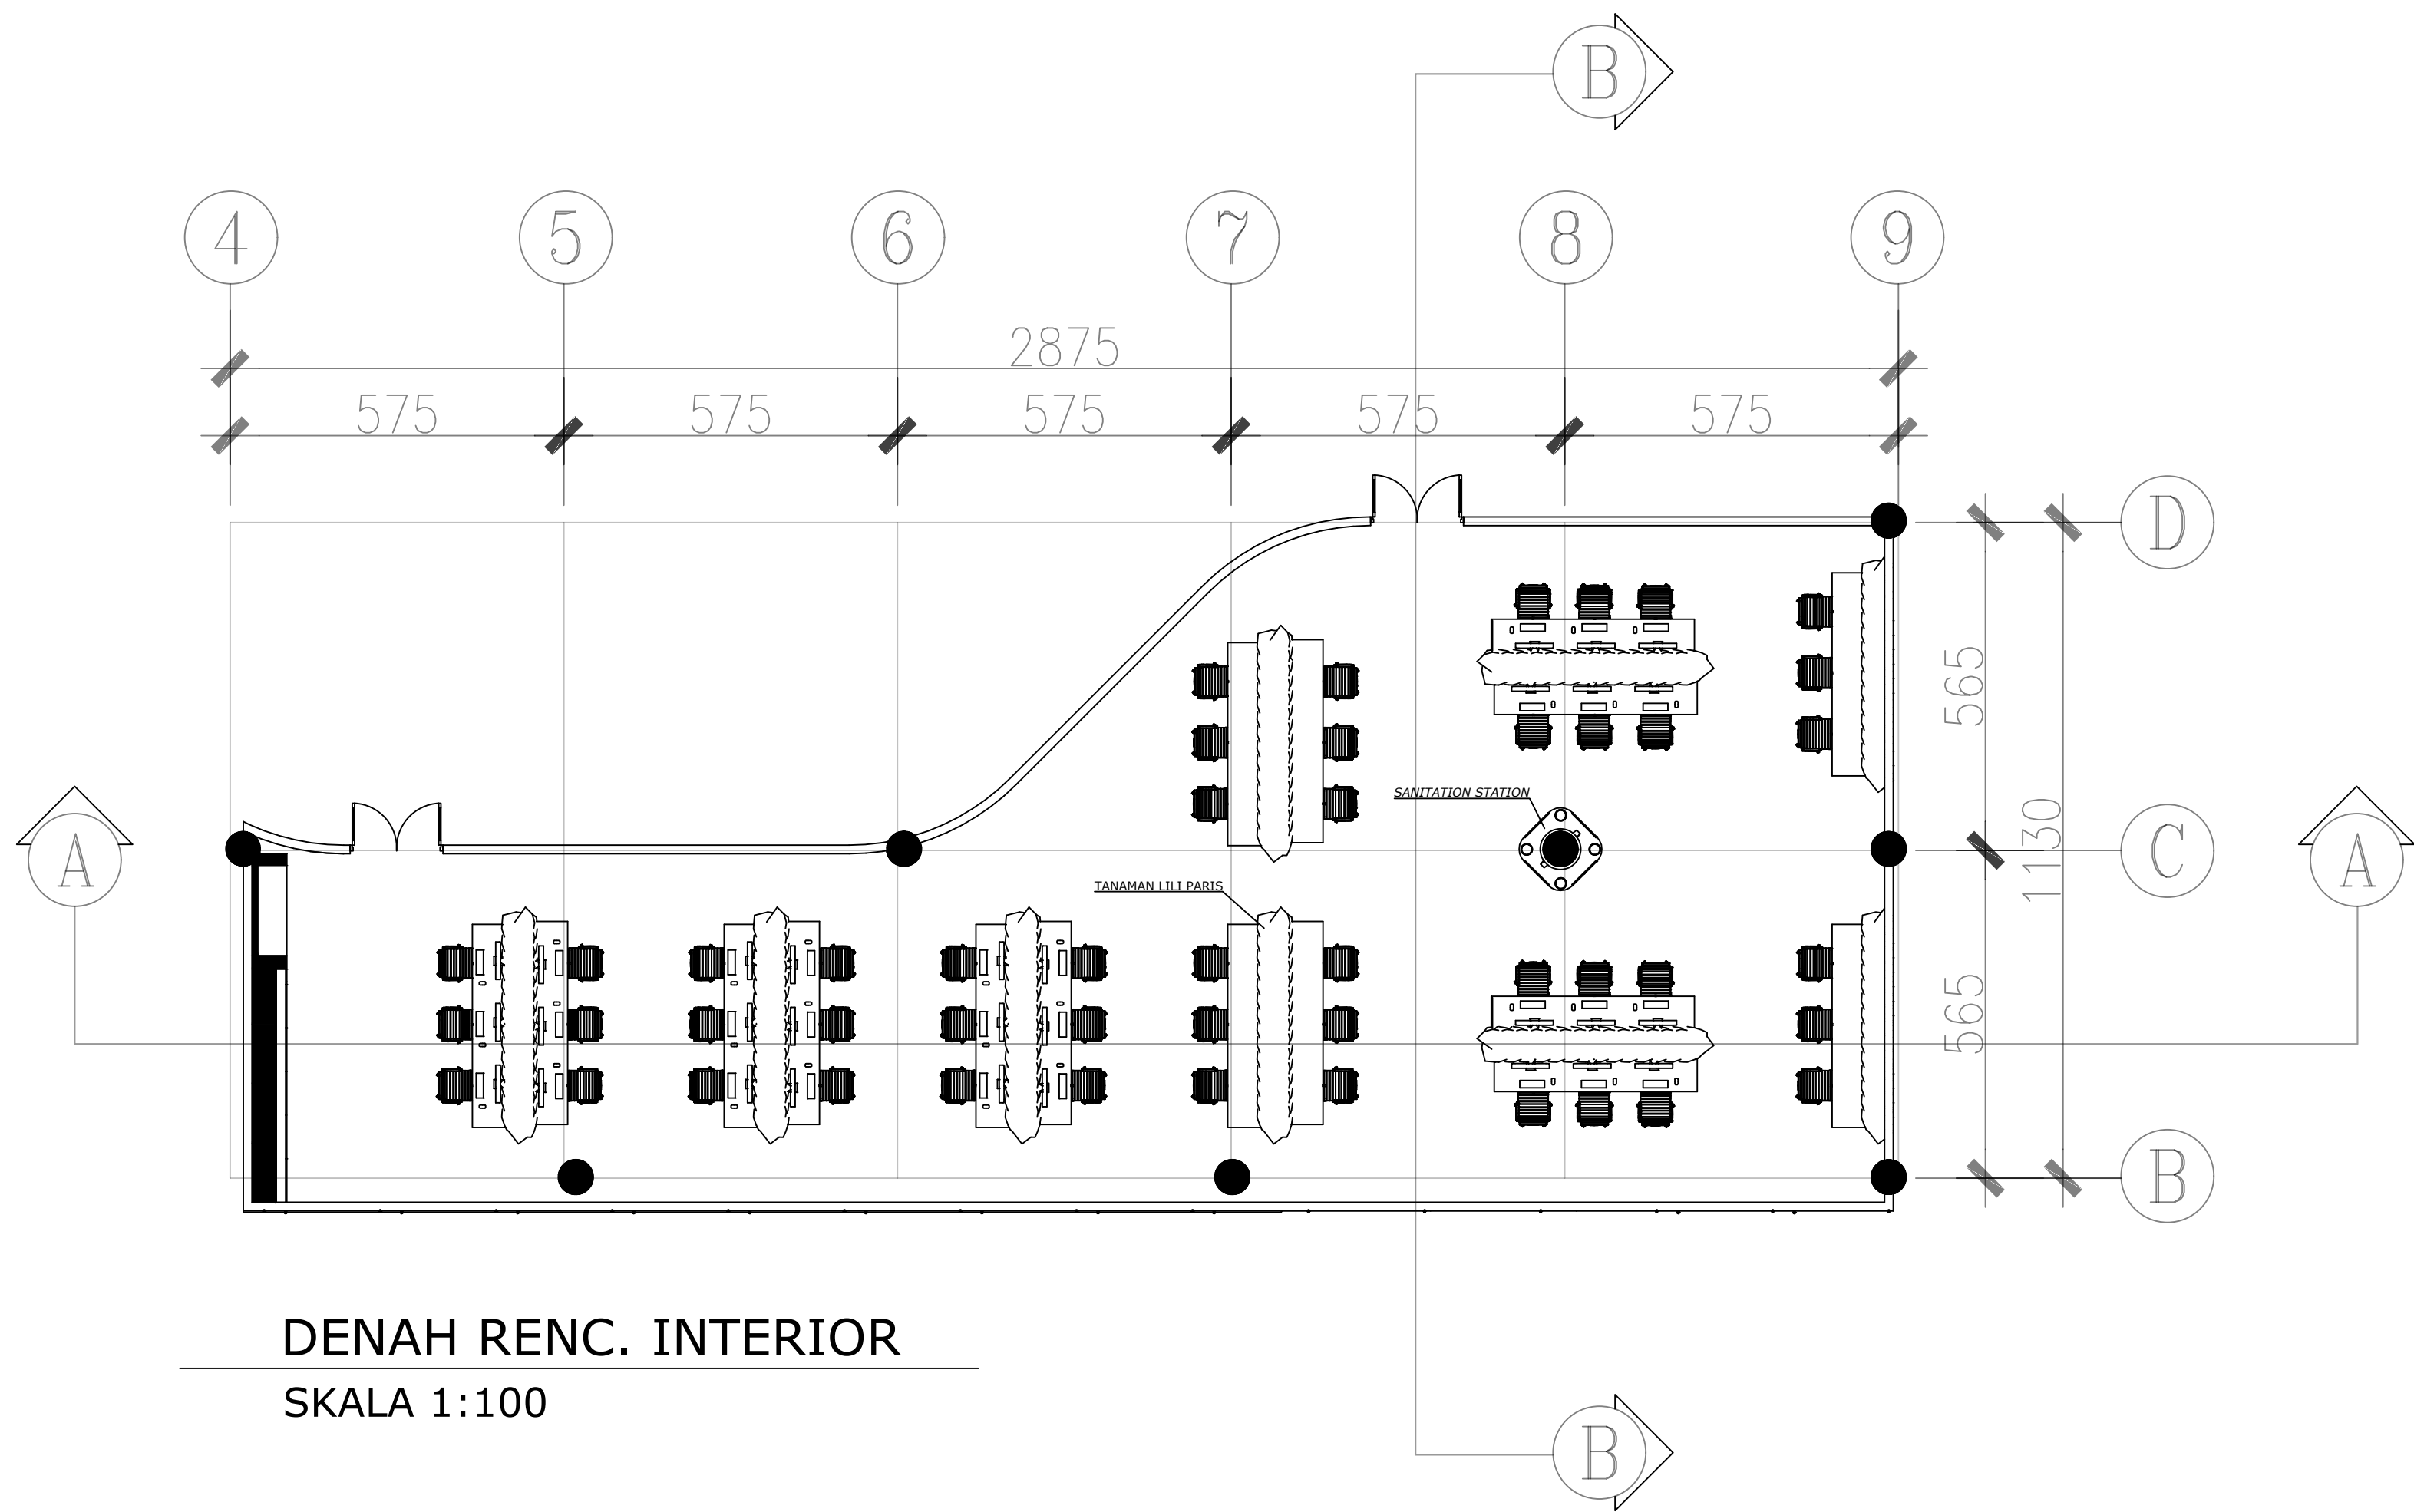 B
4 5 6 7 8 9
2875
575 575 575 575 575
D
565
SANITATION STATION
1130
A C A
TANAMAN LILI PARIS
565
B
DENAH RENC. INTERIOR
SKALA 1:100
B